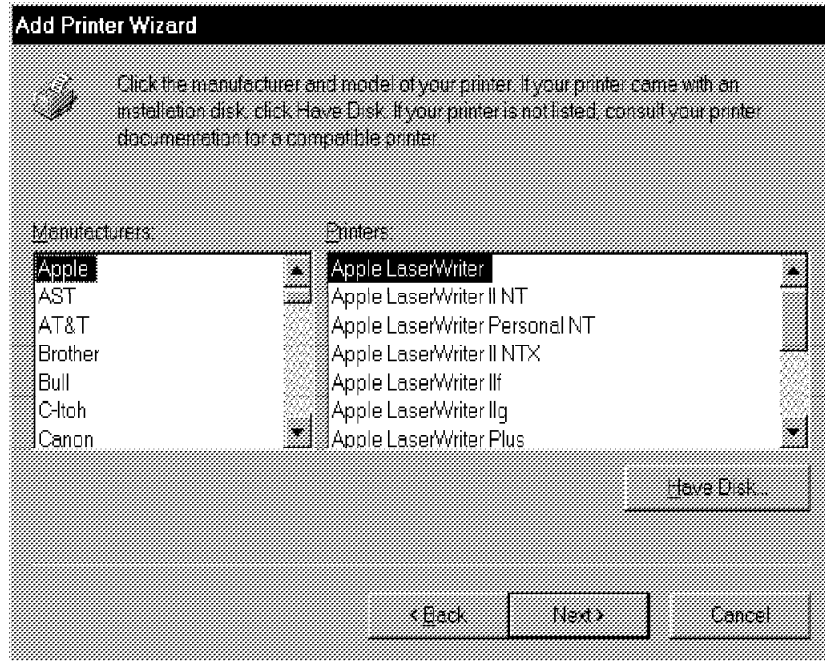 Add Printer Wizard
Click the manufacturer and model of your printer. If your printer came with an
installation disk, click Have Disk. If your printer is not listed, consult your printer
documentation for a compatible printer.
Manufacturers:
Printers:
Apple
AST
AT&T
Brother
Bull
C-Itoh
Canon
Apple LaserWriter
Apple LaserWriter II NT
Apple LaserWriter Personal NT
Apple LaserWriter II NTX
Apple LaserWriter IIf
Apple LaserWriter IIg
Apple LaserWriter Plus
Have Disk...
< Back
Next >
Cancel